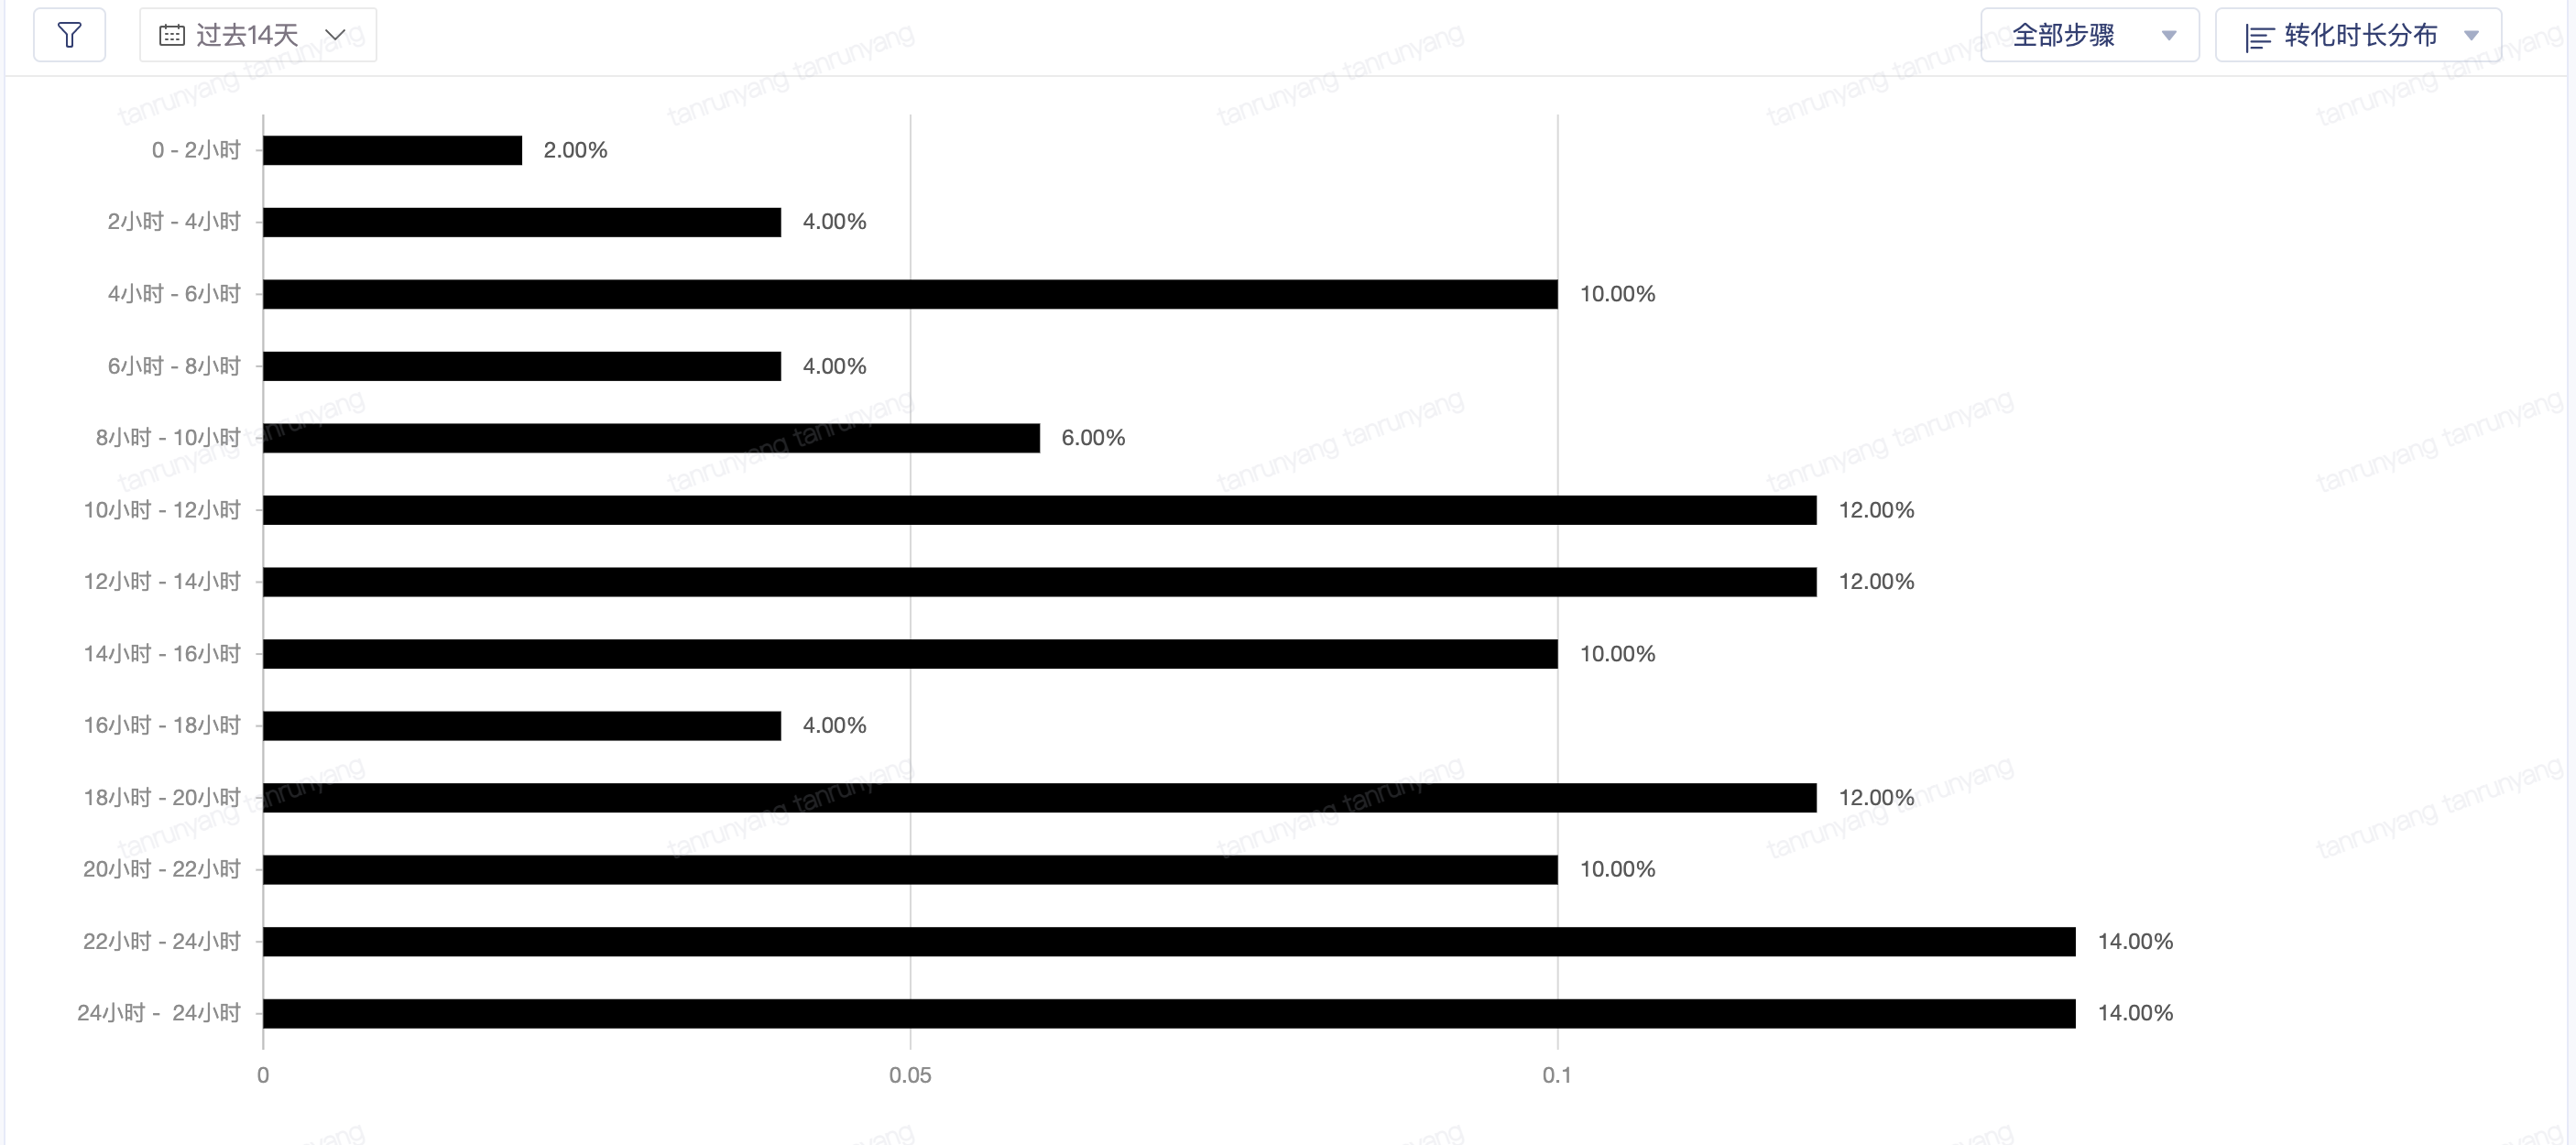 过去14天
全部步骤
转化时长分布
0 - 2小时 2.00%
2小时 - 4小时 4.00%
4小时 - 6小时 10.00%
6小时 - 8小时 4.00%
8小时 - 10小时 6.00%
10小时 - 12小时 12.00%
12小时 - 14小时 12.00%
14小时 - 16小时 10.00%
16小时 - 18小时 4.00%
18小时 - 20小时 12.00%
20小时 - 22小时 10.00%
22小时 - 24小时 14.00%
24小时 - 24小时 14.00%
0 0.05 0.1
tanrunyang tanrunyang